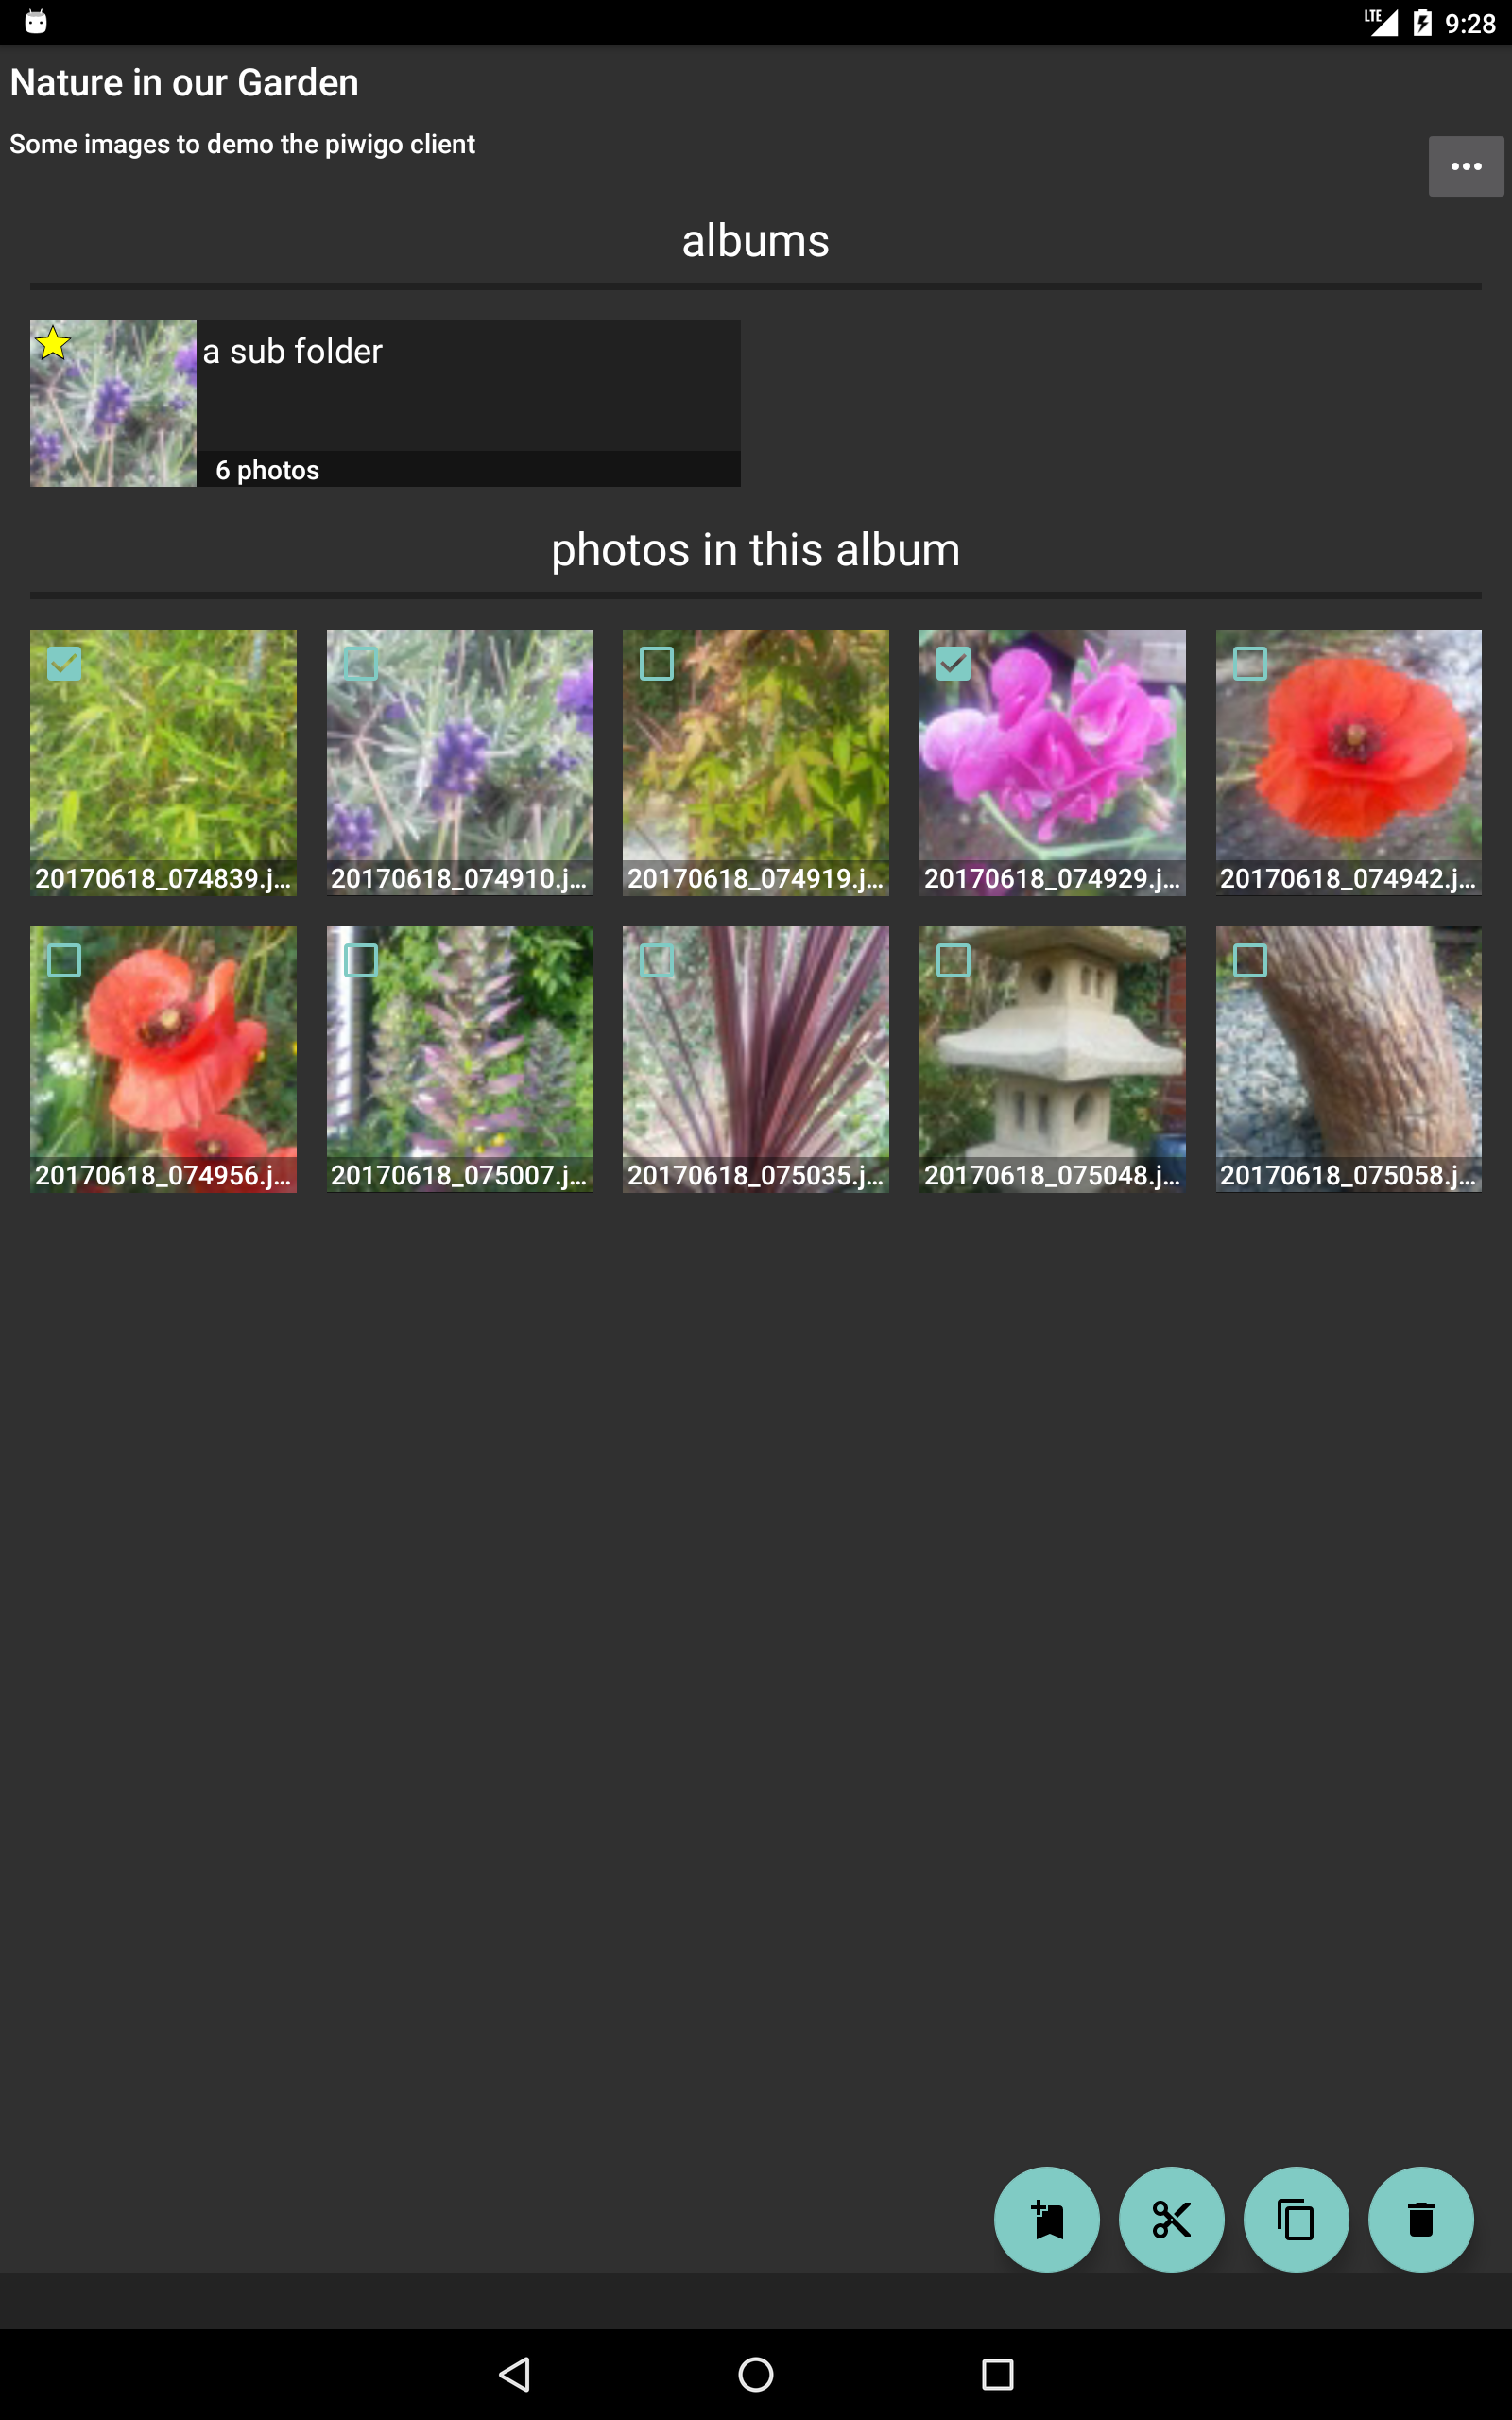 LTE 9:28
Nature in our Garden
Some images to demo the piwigo client
albums
a sub folder
6 photos
photos in this album
20170618_074839.j...
20170618_074910.j...
20170618_074919.j...
20170618_074929.j...
20170618_074942.j...
20170618_074956.j...
20170618_075007.j...
20170618_075035.j...
20170618_075048.j...
20170618_075058.j...